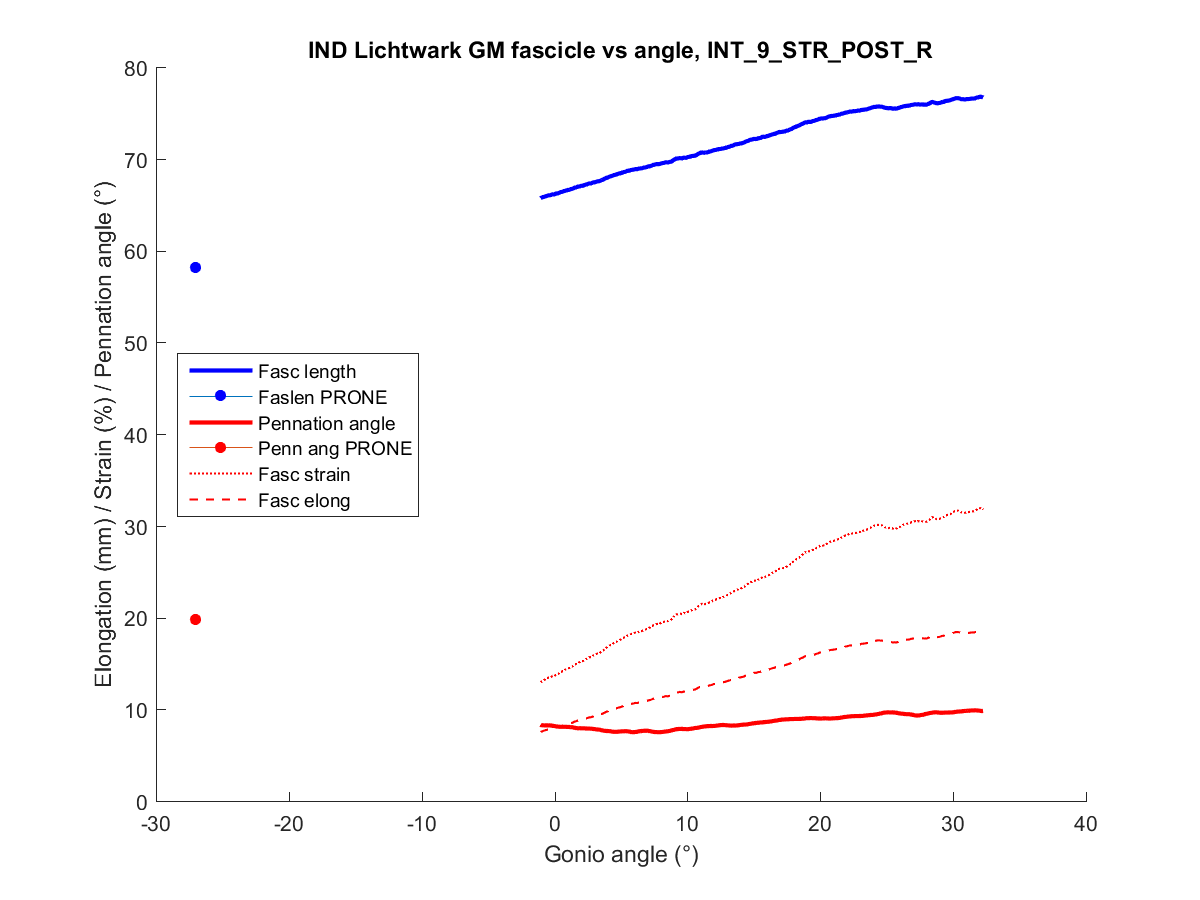 IND Lichtwark GM fascicle vs angle, INT_9_STR_POST_R
Elongation (mm) / Strain (%) / Pennation angle (°)
80
70
60
50
40
30
20
10
0
Fasc length
Faslen PRONE
Pennation angle
Penn ang PRONE
Fasc strain
Fasc elong
-30
-20
-10
0
10
20
30
40
Gonio angle (°)